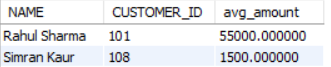 NAME CUSTOMER_ID avg_amount
Rahul Sharma 101 55000.000000
Simran Kaur 108 1500.000000